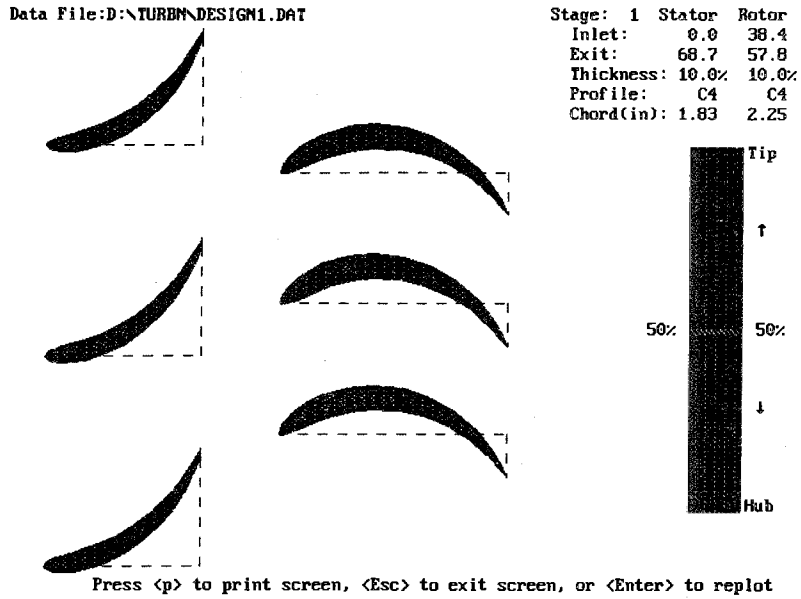 Data File:D:\TURBN\DESIGN1.DAT
Stage: 1 Stator Rotor
Inlet: 0.0 38.4
Exit: 68.7 57.8
Thickness: 10.0% 10.0%
Profile: C4 C4
Chord(in): 1.83 2.25
Tip
↑
50% 50%
↓
Hub
Press <p> to print screen, <Esc> to exit screen, or <Enter> to replot